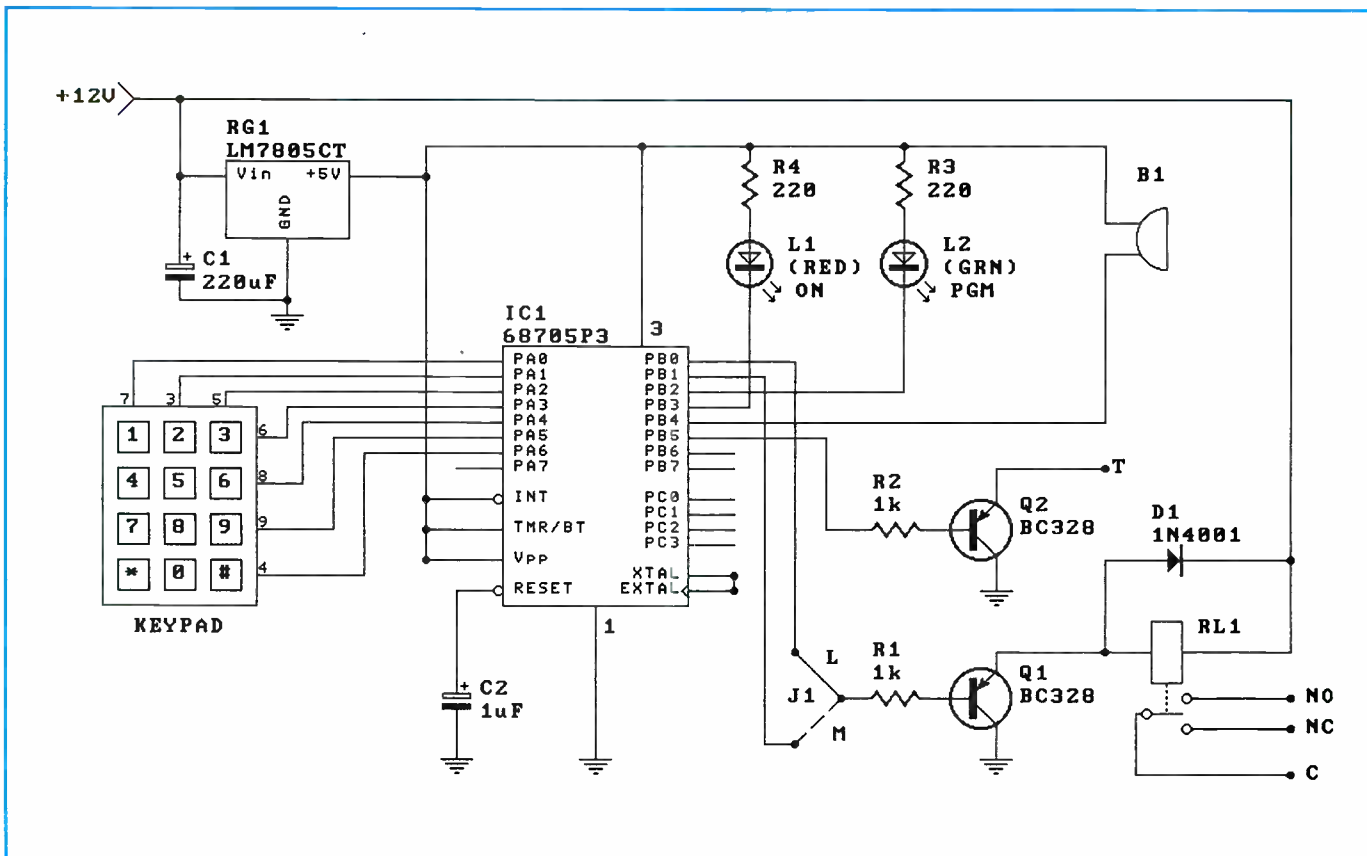 +12V
RG1
LM7805CT
Vin +5V
GND
+ C1
220uF
R4
220
R3
220
B1
L1
(RED)
ON
L2
(GRN)
PGM
IC1
68705P3
3
PA0 PB0
PA1 PB1
PA2 PB2
PA3 PB3
PA4 PB4
PA5 PB5
PA6 PB6
PA7 PB7
INT PC0
TMR/BT PC1
Vpp PC2
PC3
XTAL
RESET EXTAL
1
7 3 5
1 2 3 6
4 5 6 8
7 8 9 9
* 0 # 4
KEYPAD
+ C2
1uF
R2
1k
T
Q2
BC328
D1
1N4001
L
J1
M
R1
1k
Q1
BC328
RL1
NO
NC
C